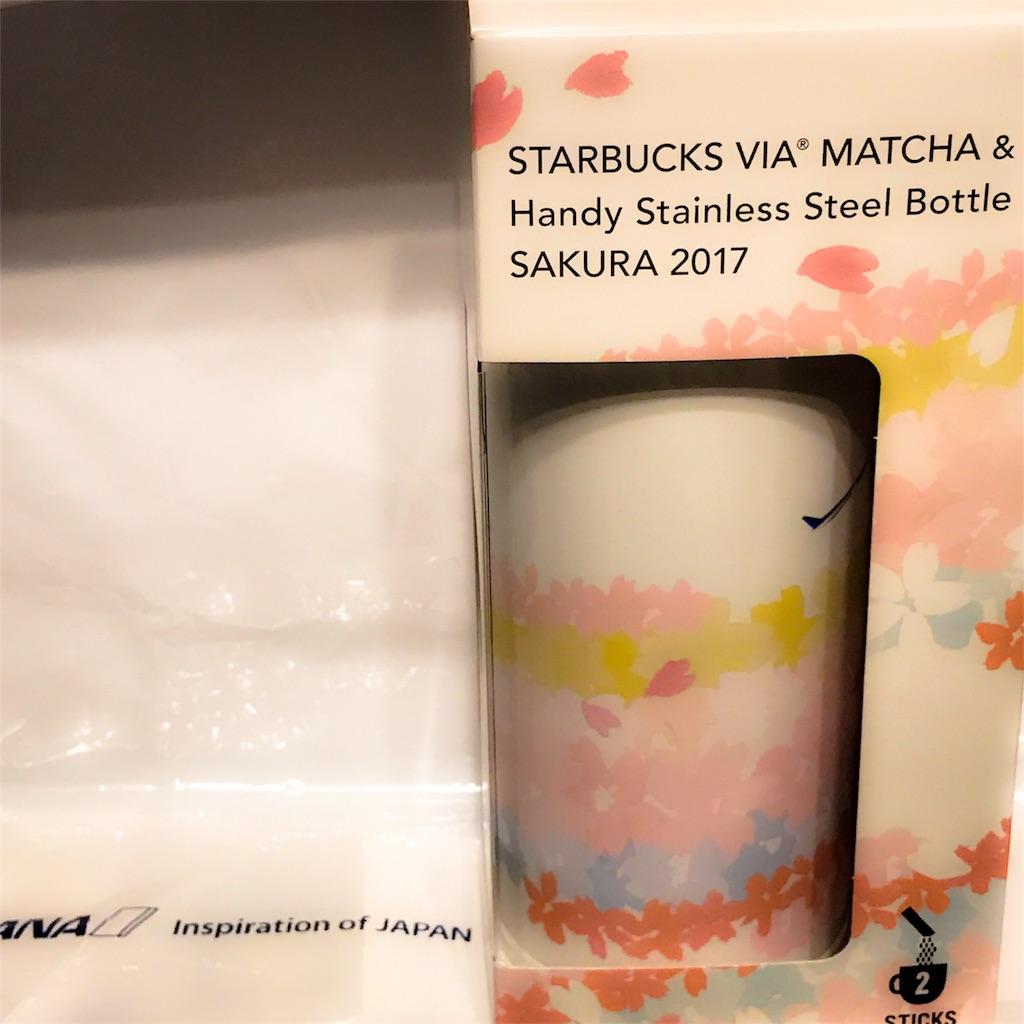 STARBUCKS VIA® MATCHA &
Handy Stainless Steel Bottle
SAKURA 2017
ANA Inspiration of JAPAN
2
STICKS